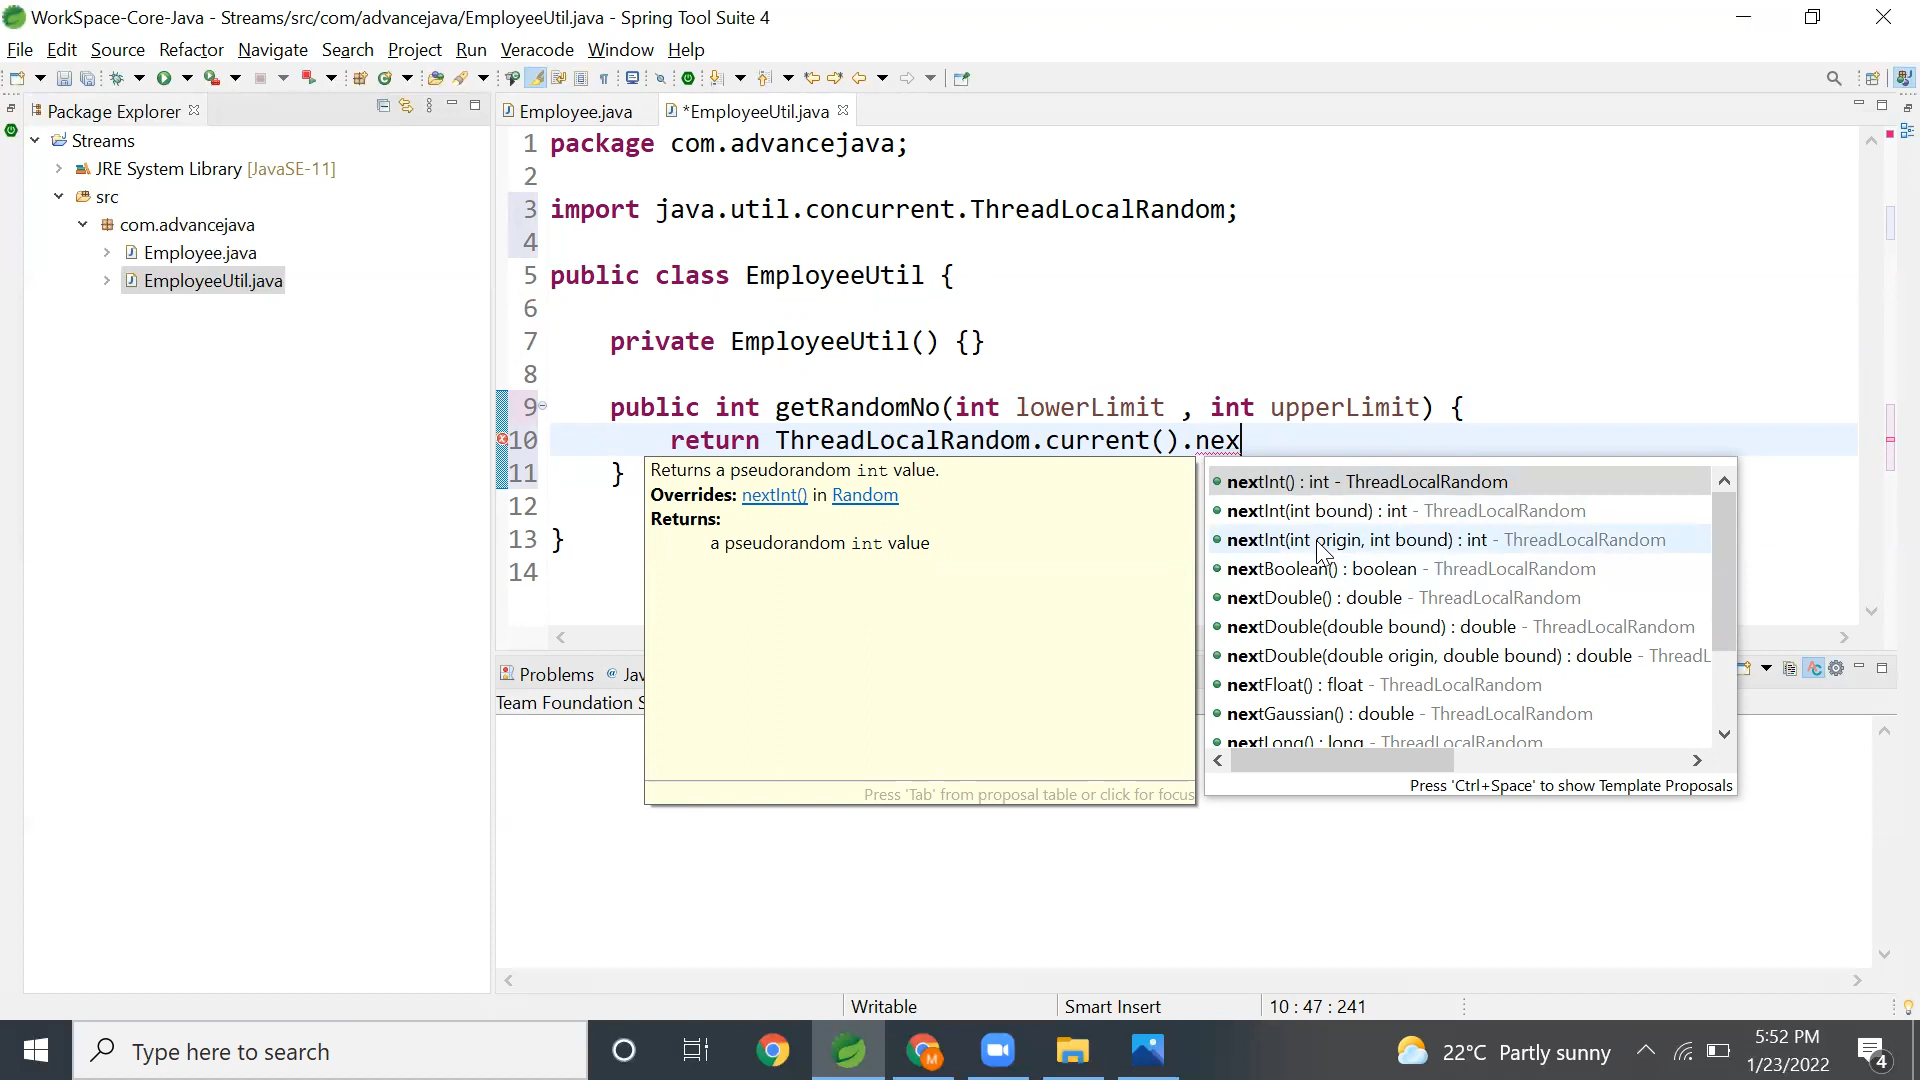 WorkSpace-Core-Java - Streams/src/com/advancejava/EmployeeUtil.java - Spring Tool Suite 4
File Edit Source Refactor Navigate Search Project Run Veracode Window Help
Package Explorer
Employee.java
*EmployeeUtil.java
Streams
JRE System Library [JavaSE-11]
src
com.advancejava
Employee.java
EmployeeUtil.java
1 package com.advancejava;
2
3 import java.util.concurrent.ThreadLocalRandom;
4
5 public class EmployeeUtil {
6
7 private EmployeeUtil() {}
8
9 public int getRandomNo(int lowerLimit , int upperLimit) {
10 return ThreadLocalRandom.current().nex
11 }
12
13 }
14
Returns a pseudorandom int value.
Overrides: nextInt() in Random
Returns:
a pseudorandom int value
Press 'Tab' from proposal table or click for focus
nextInt() : int - ThreadLocalRandom
nextInt(int bound) : int - ThreadLocalRandom
nextInt(int origin, int bound) : int - ThreadLocalRandom
nextBoolean() : boolean - ThreadLocalRandom
nextDouble() : double - ThreadLocalRandom
nextDouble(double bound) : double - ThreadLocalRandom
nextDouble(double origin, double bound) : double - ThreadL
nextFloat() : float - ThreadLocalRandom
nextGaussian() : double - ThreadLocalRandom
nextLong() : long - ThreadLocalRandom
Press 'Ctrl+Space' to show Template Proposals
Problems @ Jav
Team Foundation S
Writable
Smart Insert
10 : 47 : 241
Type here to search
22°C Partly sunny
5:52 PM
1/23/2022
4